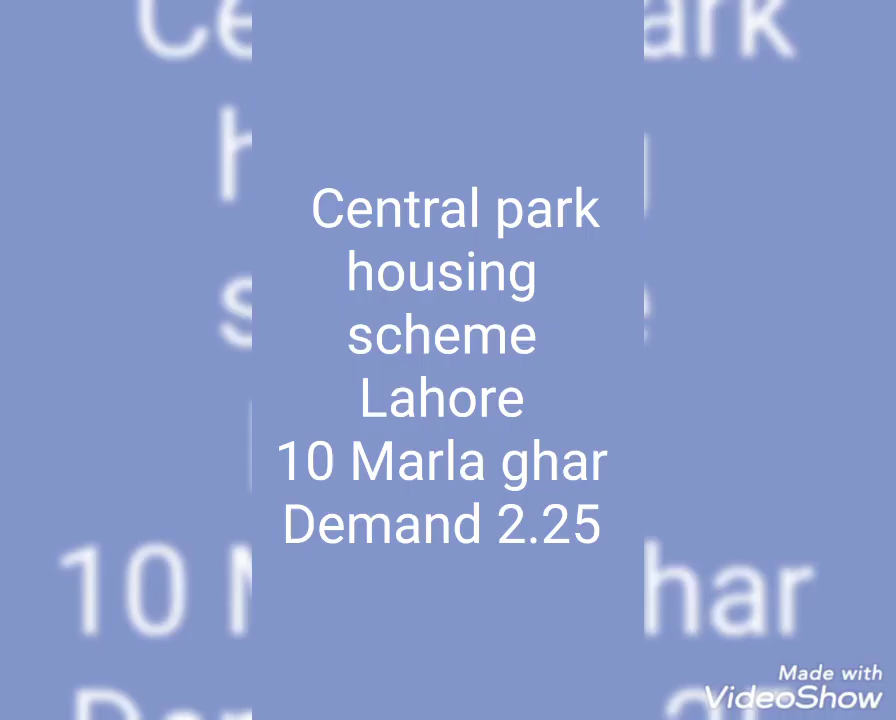 Central park
housing
scheme
Lahore
10 Marla ghar
Demand 2.25
Made with
VideoShow